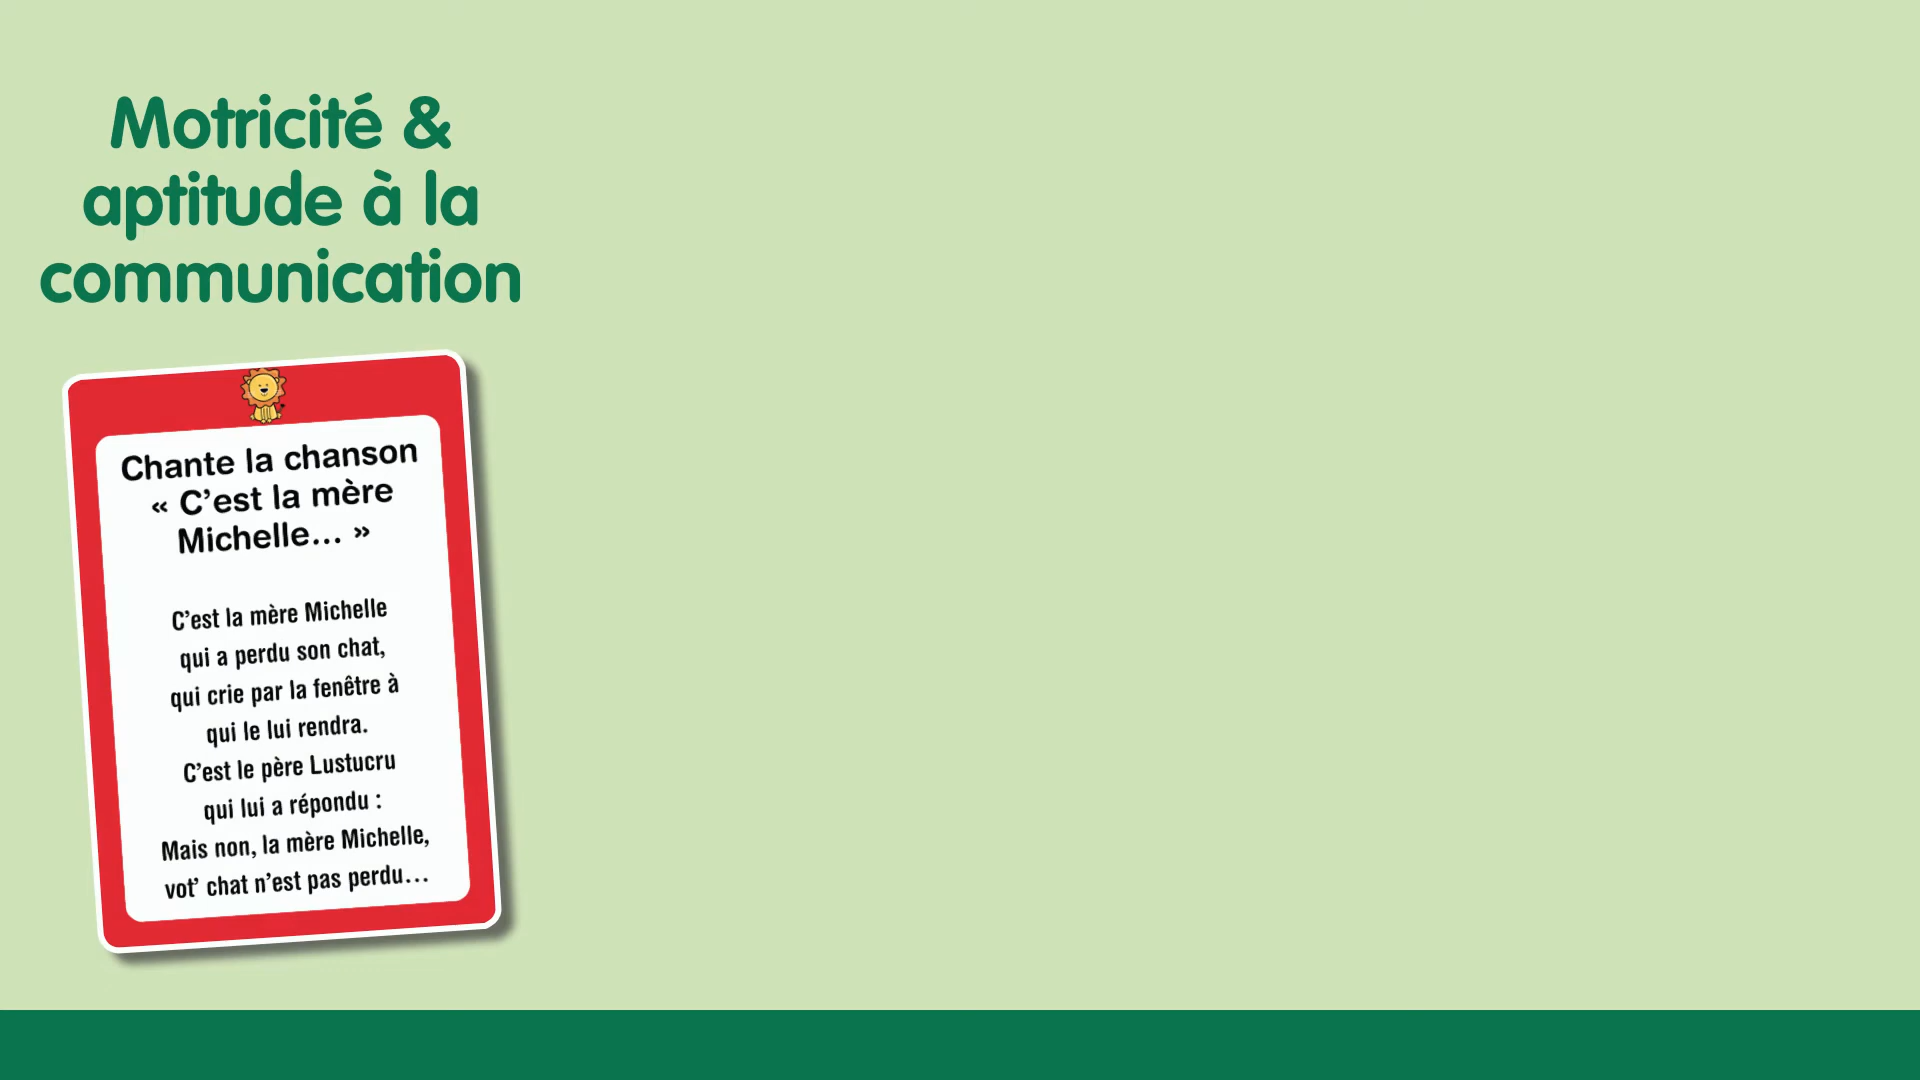 Motricité &
aptitude à la
communication
Chante la chanson
« C’est la mère
Michelle… »
C’est la mère Michelle
qui a perdu son chat,
qui crie par la fenêtre à
qui le lui rendra.
C’est le père Lustucru
qui lui a répondu :
Mais non, la mère Michelle,
vot’ chat n’est pas perdu…